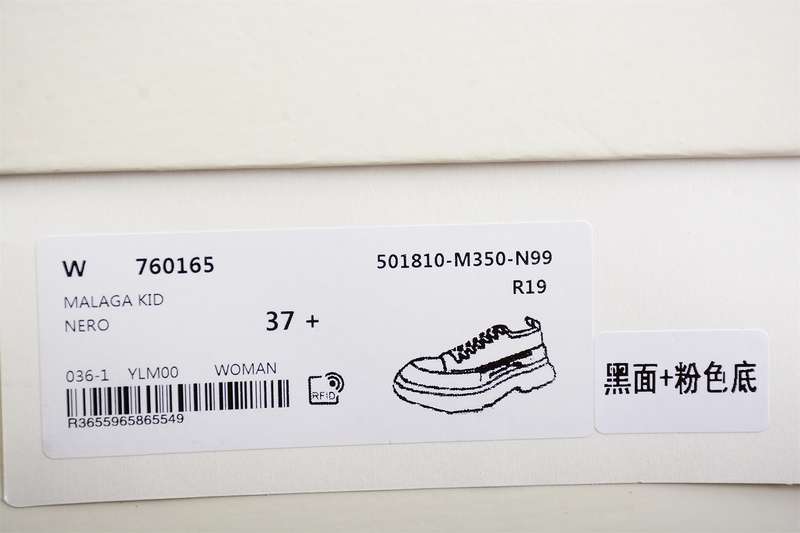 W 760165
501810-M350-N99
R19
MALAGA KID
NERO
37 +
036-1 YLM00 WOMAN
R3655965865549
RFID
黑面+粉色底